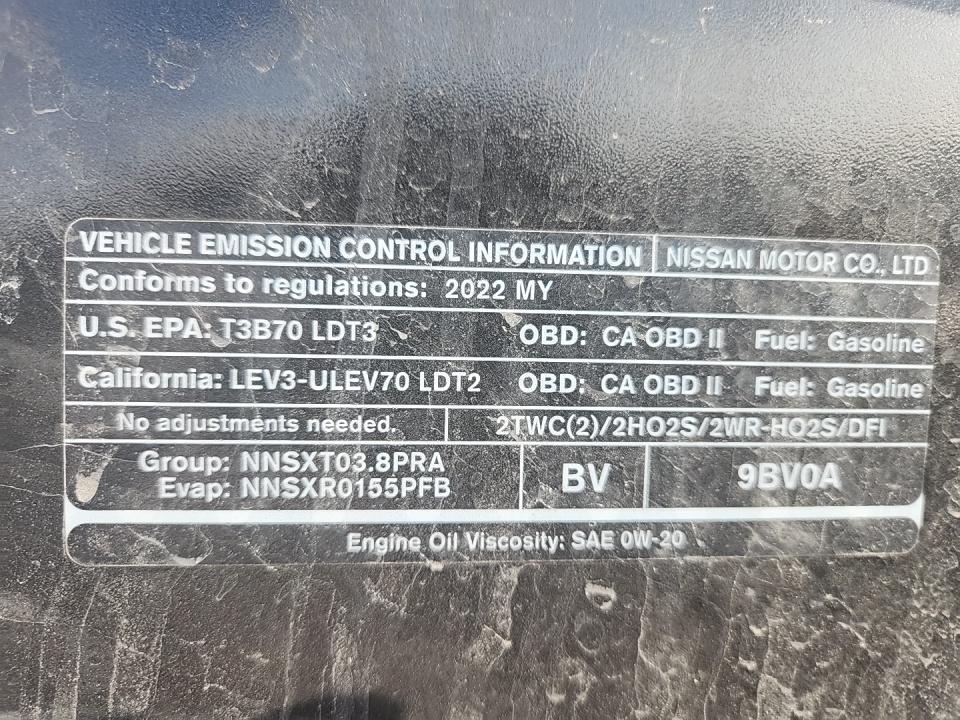 VEHICLE EMISSION CONTROL INFORMATION NISSAN MOTOR CO., LTD
Conforms to regulations: 2022 MY
U.S. EPA: T3B70 LDT3 OBD: CA OBD II Fuel: Gasoline
California: LEV3-ULEV70 LDT2 OBD: CA OBD II Fuel: Gasoline
No adjustments needed. 2TWC(2)/2HO2S/2WR-HO2S/DFI
Group: NNSXT03.8PRA
Evap: NNSXR0155PFB
BV 9BV0A
Engine Oil Viscosity: SAE 0W-20